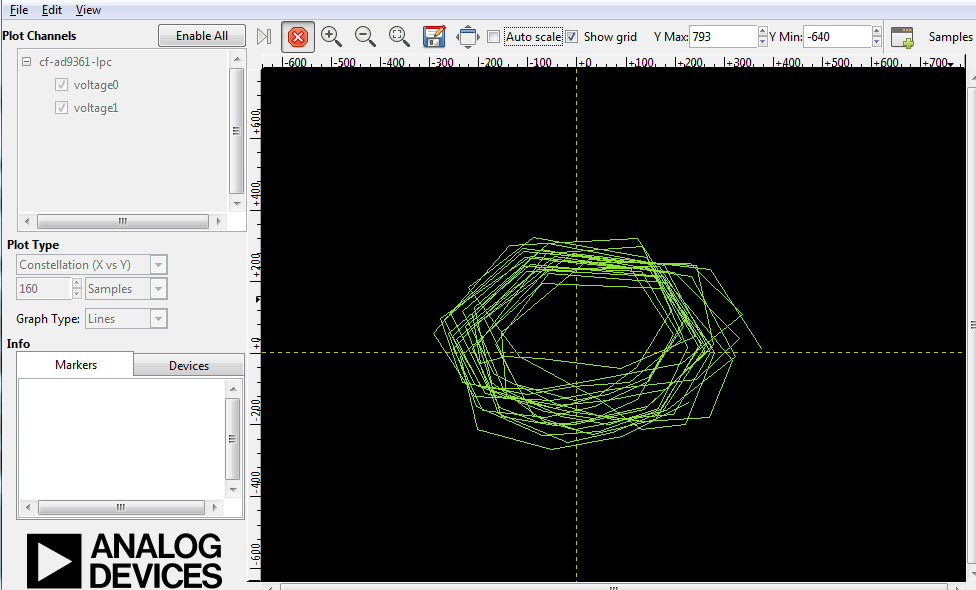 File Edit View
Plot Channels Enable All Auto scale Show grid Y Max: 793 Y Min: -640 Samples
-600 -500 -400 -300 -200 -100 +0 +100 +200 +300 +400 +500 +600 +700
cf-ad9361-lpc
voltage0
voltage1
+600
+400
+200
+0
-200
-400
-600
Plot Type
Constellation (X vs Y)
160 Samples
Graph Type: Lines
Info
Markers Devices
ANALOG
DEVICES